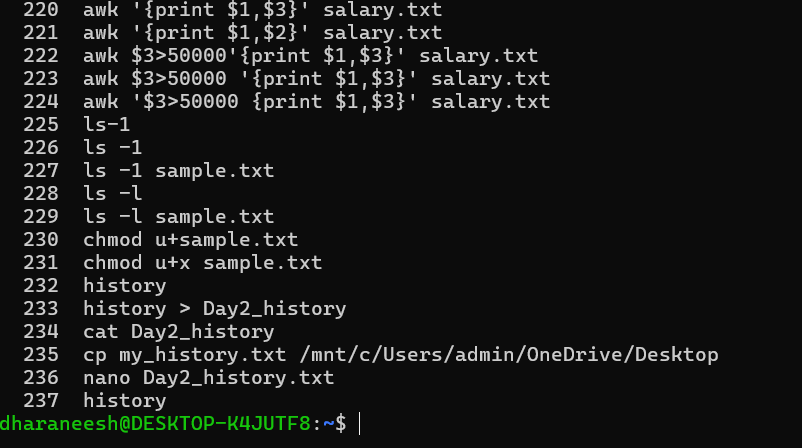 220 awk '{print $1,$3}' salary.txt
221 awk '{print $1,$2}' salary.txt
222 awk $3>50000'{print $1,$3}' salary.txt
223 awk $3>50000 '{print $1,$3}' salary.txt
224 awk '$3>50000 {print $1,$3}' salary.txt
225 ls-1
226 ls -1
227 ls -1 sample.txt
228 ls -l
229 ls -l sample.txt
230 chmod u+sample.txt
231 chmod u+x sample.txt
232 history
233 history > Day2_history
234 cat Day2_history
235 cp my_history.txt /mnt/c/Users/admin/OneDrive/Desktop
236 nano Day2_history.txt
237 history
dharaneesh@DESKTOP-K4JUTF8:~$